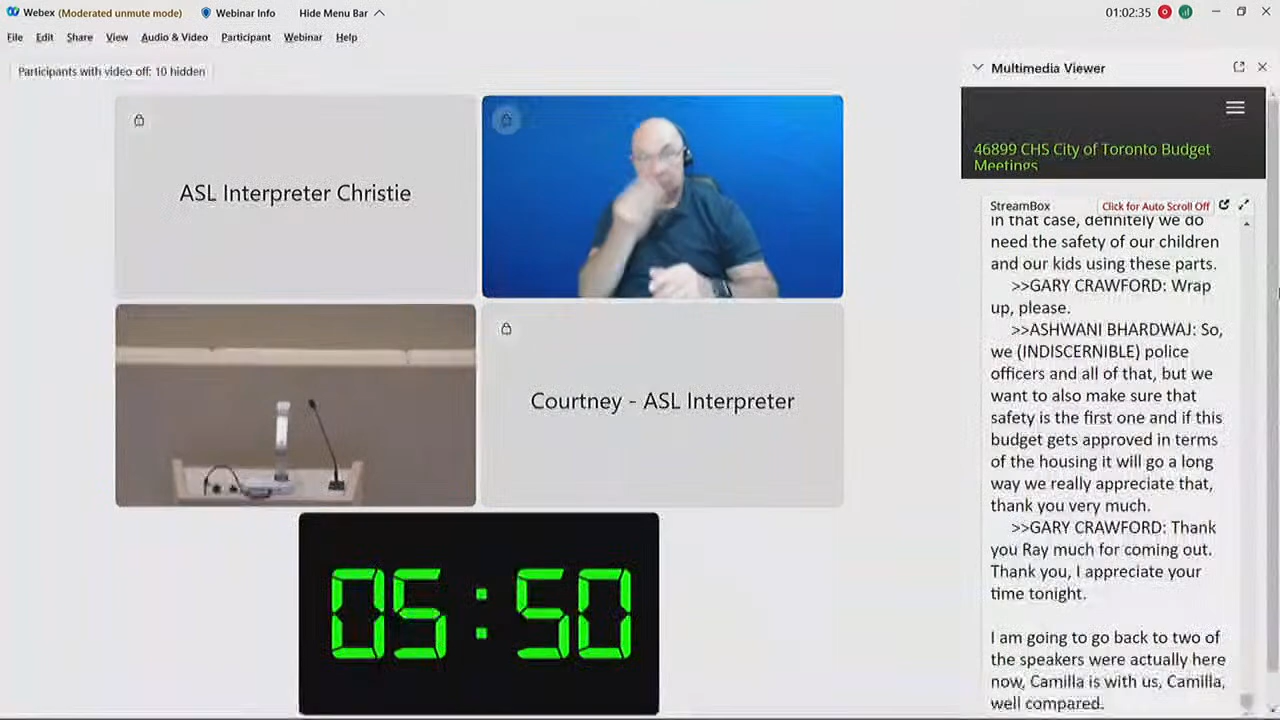 Webex (Moderated unmute mode) Webinar Info Hide Menu Bar
01:02:35
File Edit Share View Audio & Video Participant Webinar Help
Participants with video off: 10 hidden
ASL Interpreter Christie
Courtney - ASL Interpreter
05:50
Multimedia Viewer
46899 CHS City of Toronto Budget
Meetings
StreamBox Click for Auto Scroll Off
in that case, definitely we do
need the safety of our children
and our kids using these parts.
>>GARY CRAWFORD: Wrap
up, please.
>>ASHWANI BHARDWAJ: So,
we (INDISCERNIBLE) police
officers and all of that, but we
want to also make sure that
safety is the first one and if this
budget gets approved in terms
of the housing it will go a long
way we really appreciate that,
thank you very much.
>>GARY CRAWFORD: Thank
you Ray much for coming out.
Thank you, I appreciate your
time tonight.
I am going to go back to two of
the speakers were actually here
now, Camilla is with us, Camilla,
well compared.